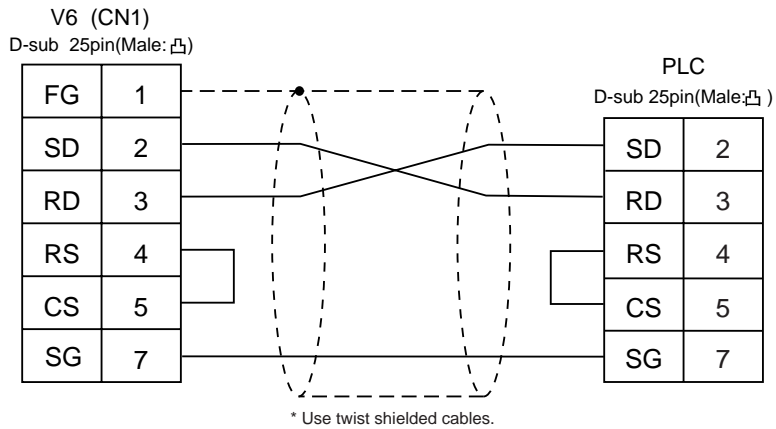 V6 (CN1)
D-sub 25pin(Male: 凸)
FG 1
SD 2
RD 3
RS 4
CS 5
SG 7
PLC
D-sub 25pin(Male:凸 )
SD 2
RD 3
RS 4
CS 5
SG 7
* Use twist shielded cables.